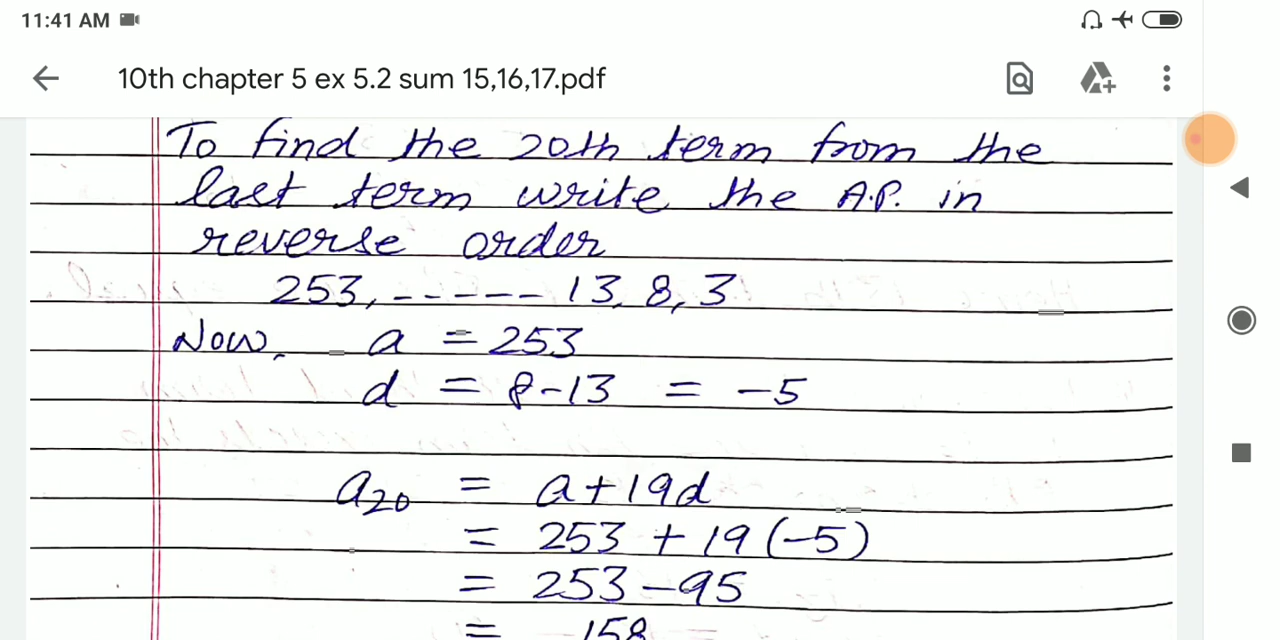 11:41 AM
10th chapter 5 ex 5.2 sum 15,16,17.pdf
To find the 20th term from the
last term write the A.P. in
reverse order
253, ----- 13, 8, 3
Now, a = 253
d = 8-13 = -5
a20 = a+19d
= 253 + 19 (-5)
= 253 - 95
= 158